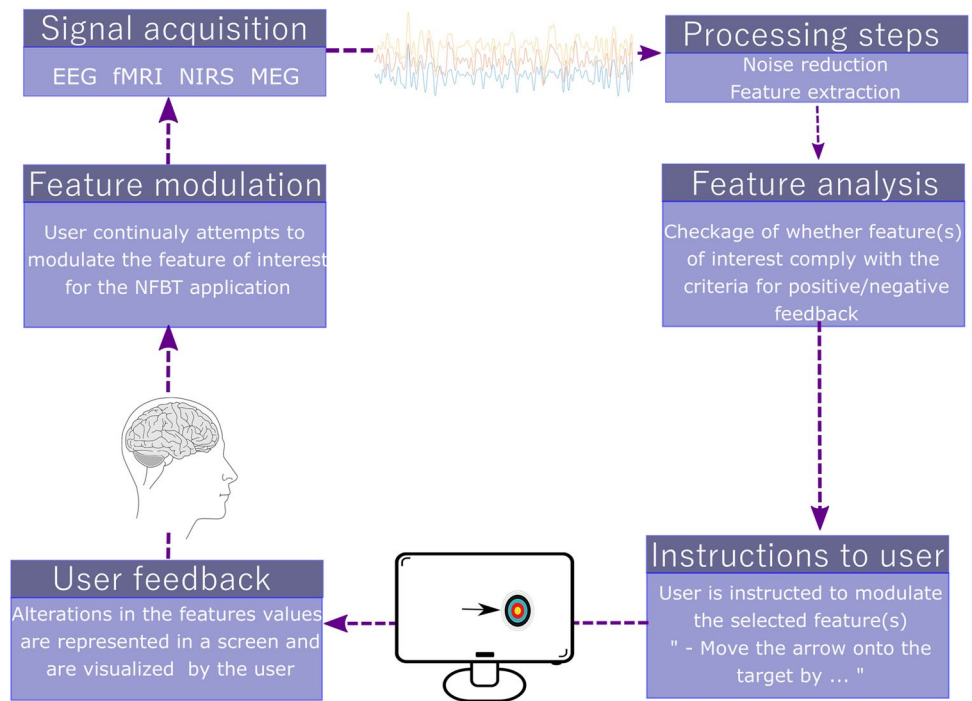 Signal acquisition
EEG fMRI NIRS MEG
Processing steps
Noise reduction
Feature extraction
Feature analysis
Checkage of whether feature(s)
of interest comply with the
criteria for positive/negative
feedback
Instructions to user
User is instructed to modulate
the selected feature(s)
" - Move the arrow onto the
target by ... "
User feedback
Alterations in the features values
are represented in a screen and
are visualized by the user
Feature modulation
User continualy attempts to
modulate the feature of interest
for the NFBT application